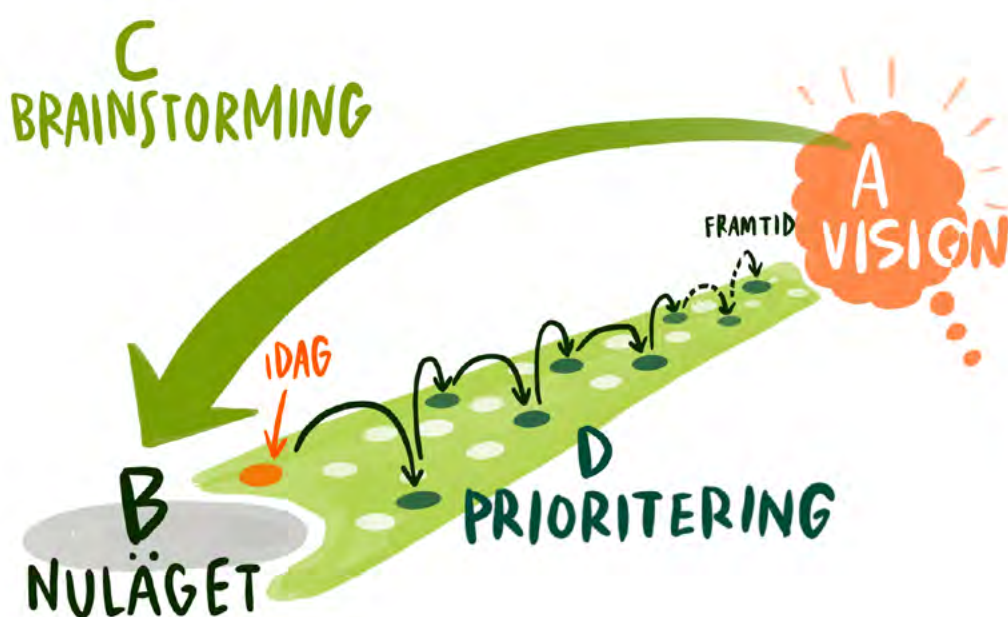 C
BRAINSTORMING
A
VISION
FRAMTID
IDAG
B
NULÄGET
D
PRIORITERING